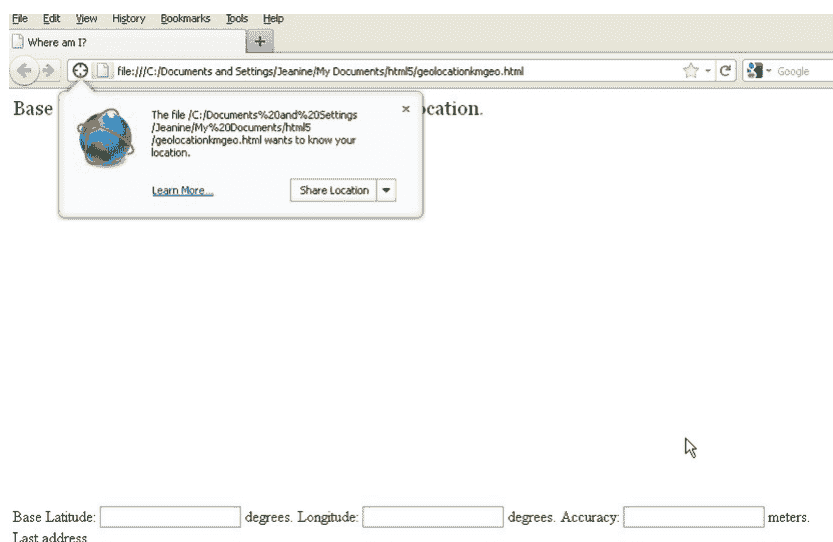 File Edit View History Bookmarks Tools Help
Where am I?
file:///C:/Documents and Settings/Jeanine/My Documents/html5/geolocationkmgeo.html
Google
Base ocation.
The file /C:/Documents%20and%20Settings
/Jeanine/My%20Documents/html5
/geolocationkmgeo.html wants to know your
location.
Learn More...
Share Location
Base Latitude: degrees. Longitude: degrees. Accuracy: meters.
Last address